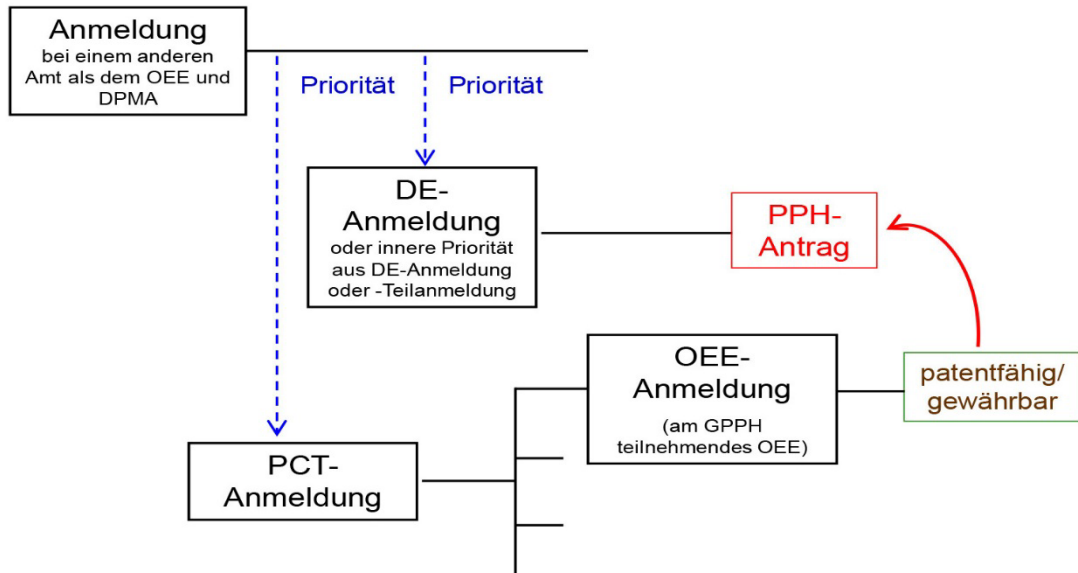 Anmeldung
bei einem anderen
Amt als dem OEE und
DPMA
Priorität
Priorität
DE-
Anmeldung
oder innere Priorität
aus DE-Anmeldung
oder -Teilanmeldung
PPH-
Antrag
OEE-
Anmeldung
(am GPPH
teilnehmendes OEE)
patentfähig/
gewährbar
PCT-
Anmeldung